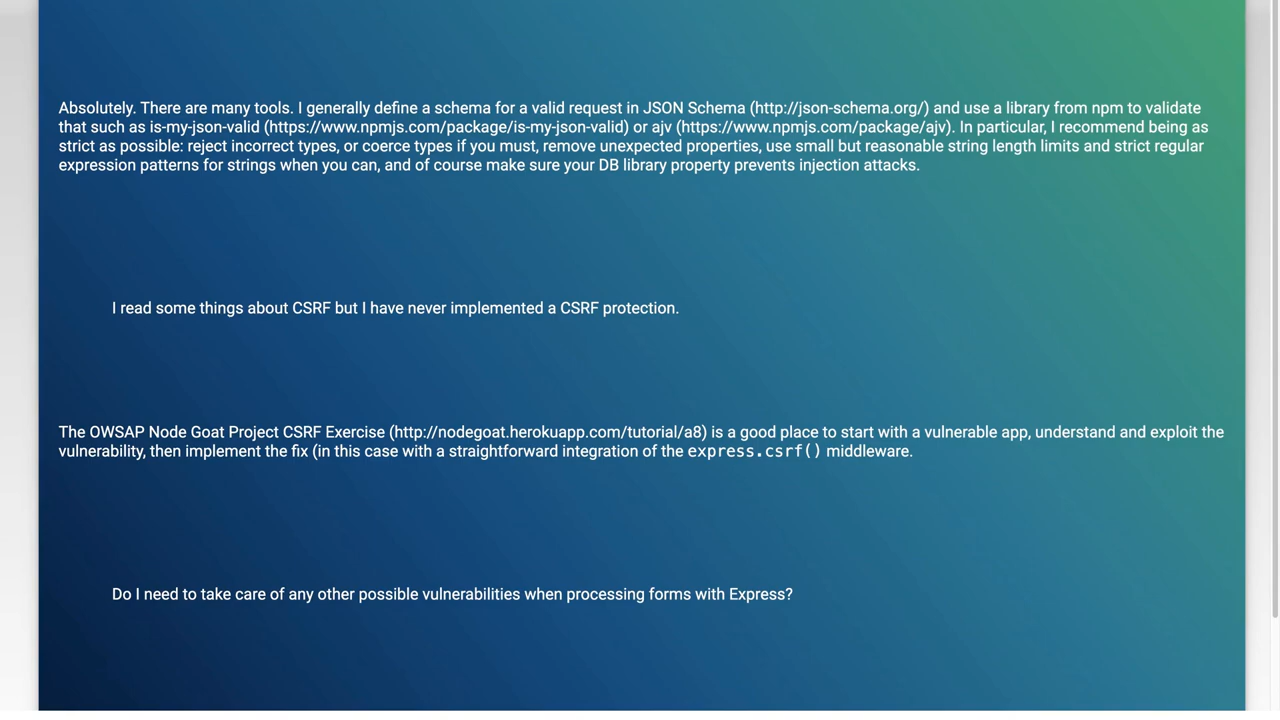 Absolutely. There are many tools. I generally define a schema for a valid request in JSON Schema (http://json-schema.org/) and use a library from npm to validate
that such as is-my-json-valid (https://www.npmjs.com/package/is-my-json-valid) or ajv (https://www.npmjs.com/package/ajv). In particular, I recommend being as
strict as possible: reject incorrect types, or coerce types if you must, remove unexpected properties, use small but reasonable string length limits and strict regular
expression patterns for strings when you can, and of course make sure your DB library property prevents injection attacks.
I read some things about CSRF but I have never implemented a CSRF protection.
The OWSAP Node Goat Project CSRF Exercise (http://nodegoat.herokuapp.com/tutorial/a8) is a good place to start with a vulnerable app, understand and exploit the
vulnerability, then implement the fix (in this case with a straightforward integration of the express.csrf() middleware.
Do I need to take care of any other possible vulnerabilities when processing forms with Express?